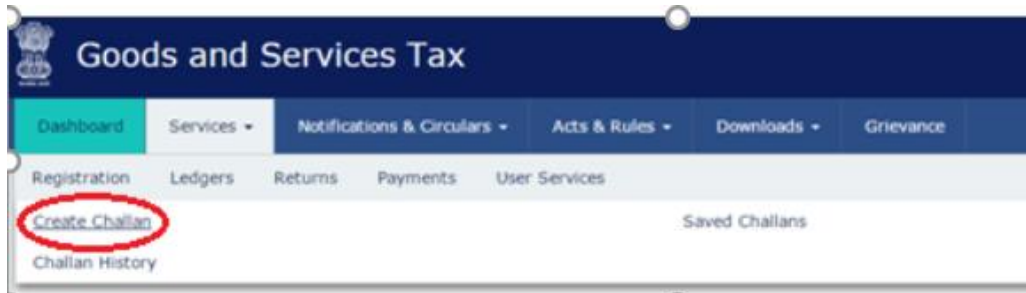 Goods and Services Tax
Dashboard Services Notifications & Circulars Acts & Rules Downloads Grievance
Registration Ledgers Returns Payments User Services
Create Challan Saved Challans
Challan History